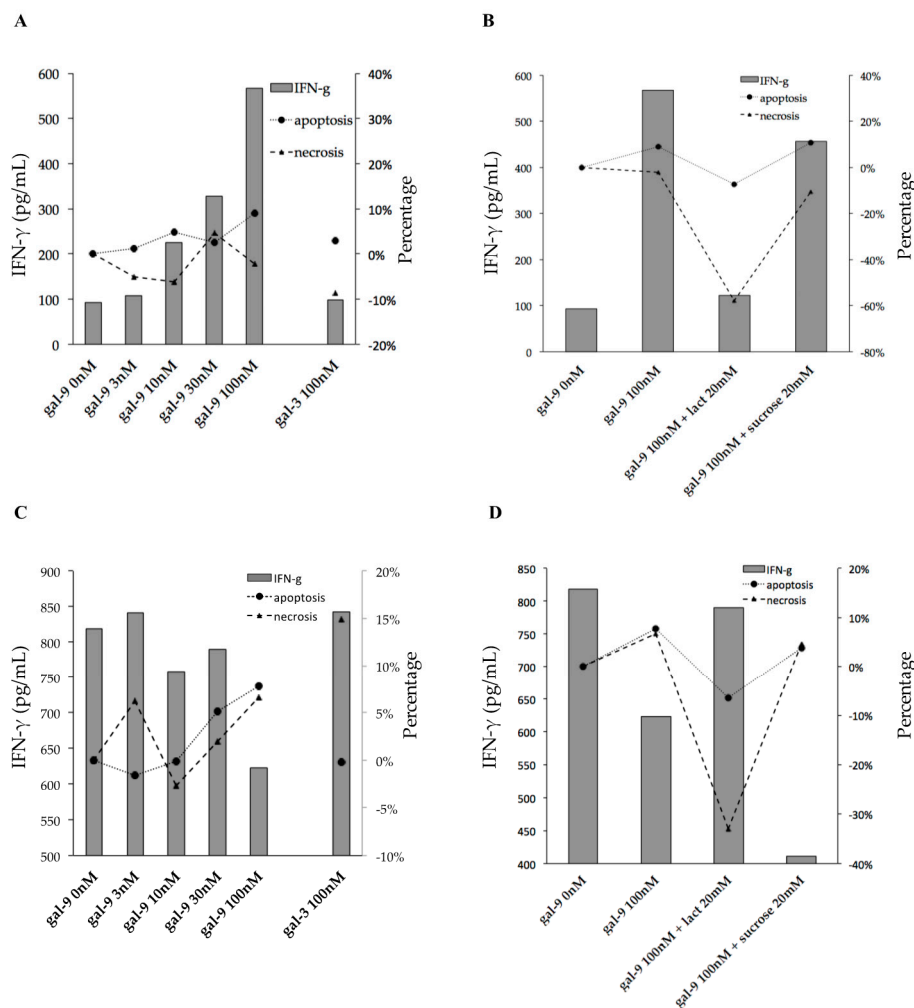 A
600
500
400
300
200
100
0
IFN-γ (pg/mL)
40%
30%
20%
10%
0%
-10%
-20%
Percentage
IFN-g
apoptosis
necrosis
gal-9 0nM
gal-9 3nM
gal-9 10nM
gal-9 30nM
gal-9 100nM
gal-3 100nM
B
600
500
400
300
200
100
0
IFN-γ (pg/mL)
40%
20%
0%
-20%
-40%
-60%
-80%
Percentage
IFN-g
apoptosis
necrosis
gal-9 0nM
gal-9 100nM
gal-9 100nM + lact 20mM
gal-9 100nM + sucrose 20mM
C
900
850
800
750
700
650
600
550
500
IFN-γ (pg/mL)
20%
15%
10%
5%
0%
-5%
-10%
Percentage
IFN-g
apoptosis
necrosis
gal-9 0nM
gal-9 3nM
gal-9 10nM
gal-9 30nM
gal-9 100nM
gal-3 100nM
D
850
800
750
700
650
600
550
500
450
400
IFN-γ (pg/mL)
20%
10%
0%
-10%
-20%
-30%
-40%
Percentage
IFN-g
apoptosis
necrosis
gal-9 0nM
gal-9 100nM
gal-9 100nM + lact 20mM
gal-9 100nM + sucrose 20mM